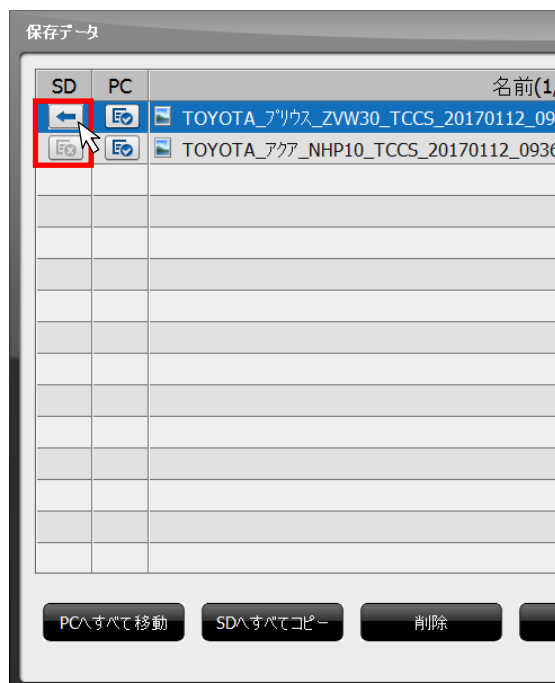 保存データ
SD PC 名前(1/
TOYOTA_プリウス_ZVW30_TCCS_20170112_09
TOYOTA_アクア_NHP10_TCCS_20170112_0936
PCへすべて移動 SDへすべてコピー 削除